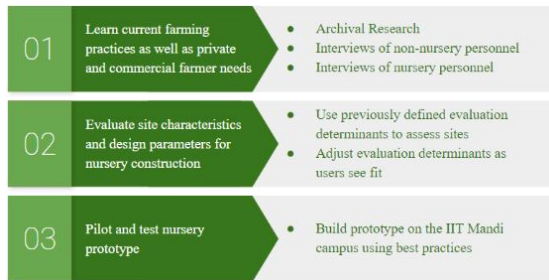 01
Learn current farming
practices as well as private
and commercial farmer needs
● Archival Research
● Interviews of non-nursery personnel
● Interviews of nursery personnel
02
Evaluate site characteristics
and design parameters for
nursery construction
● Use previously defined evaluation
determinants to assess sites
● Adjust evaluation determinants as
users see fit
03
Pilot and test nursery
prototype
● Build prototype on the IIT Mandi
campus using best practices